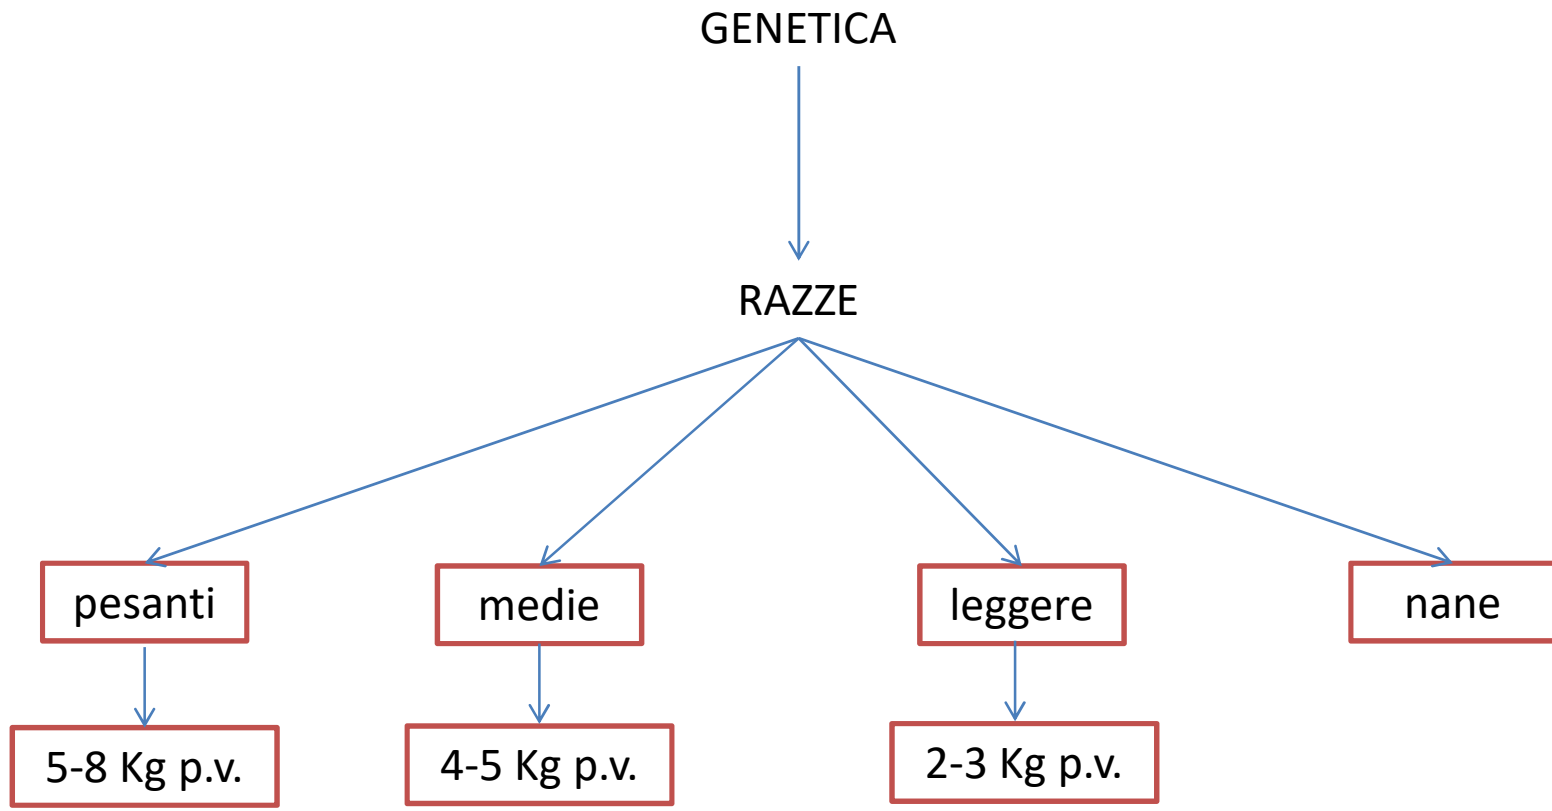 GENETICA
RAZZE
pesanti
medie
leggere
nane
5-8 Kg p.v.
4-5 Kg p.v.
2-3 Kg p.v.